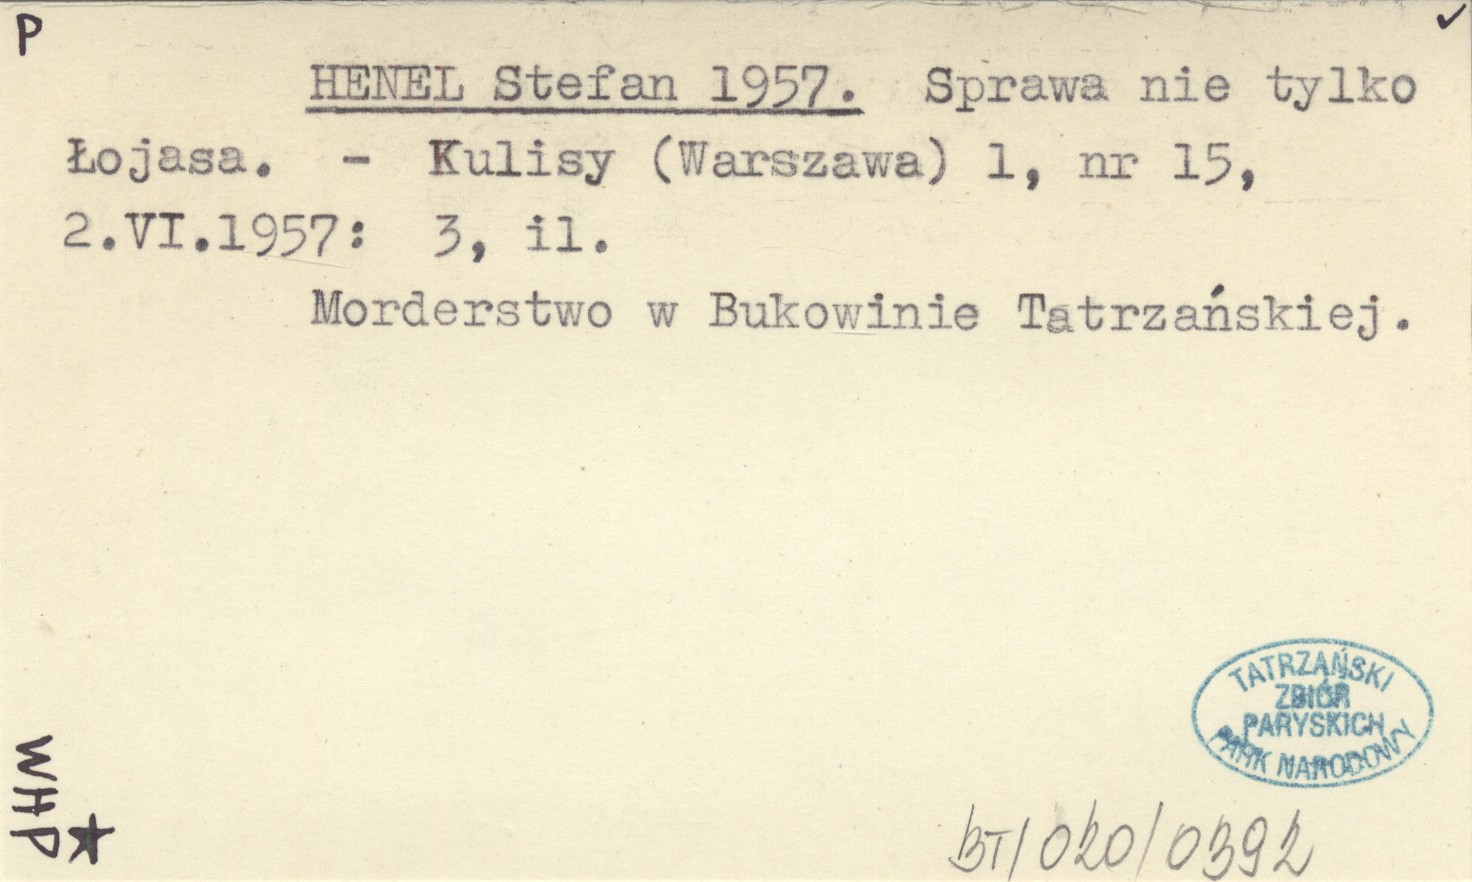 P ✓
HENEL Stefan 1957. Sprawa nie tylko
Łojasa. - Kulisy (Warszawa) 1, nr 15,
2.VI.1957: 3, il.
Morderstwo w Bukowinie Tatrzańskiej.
TATRZAŃSKI
ZBIÓR
PARYSKICH
PARK NARODOWY
WHP
BT/020/0392